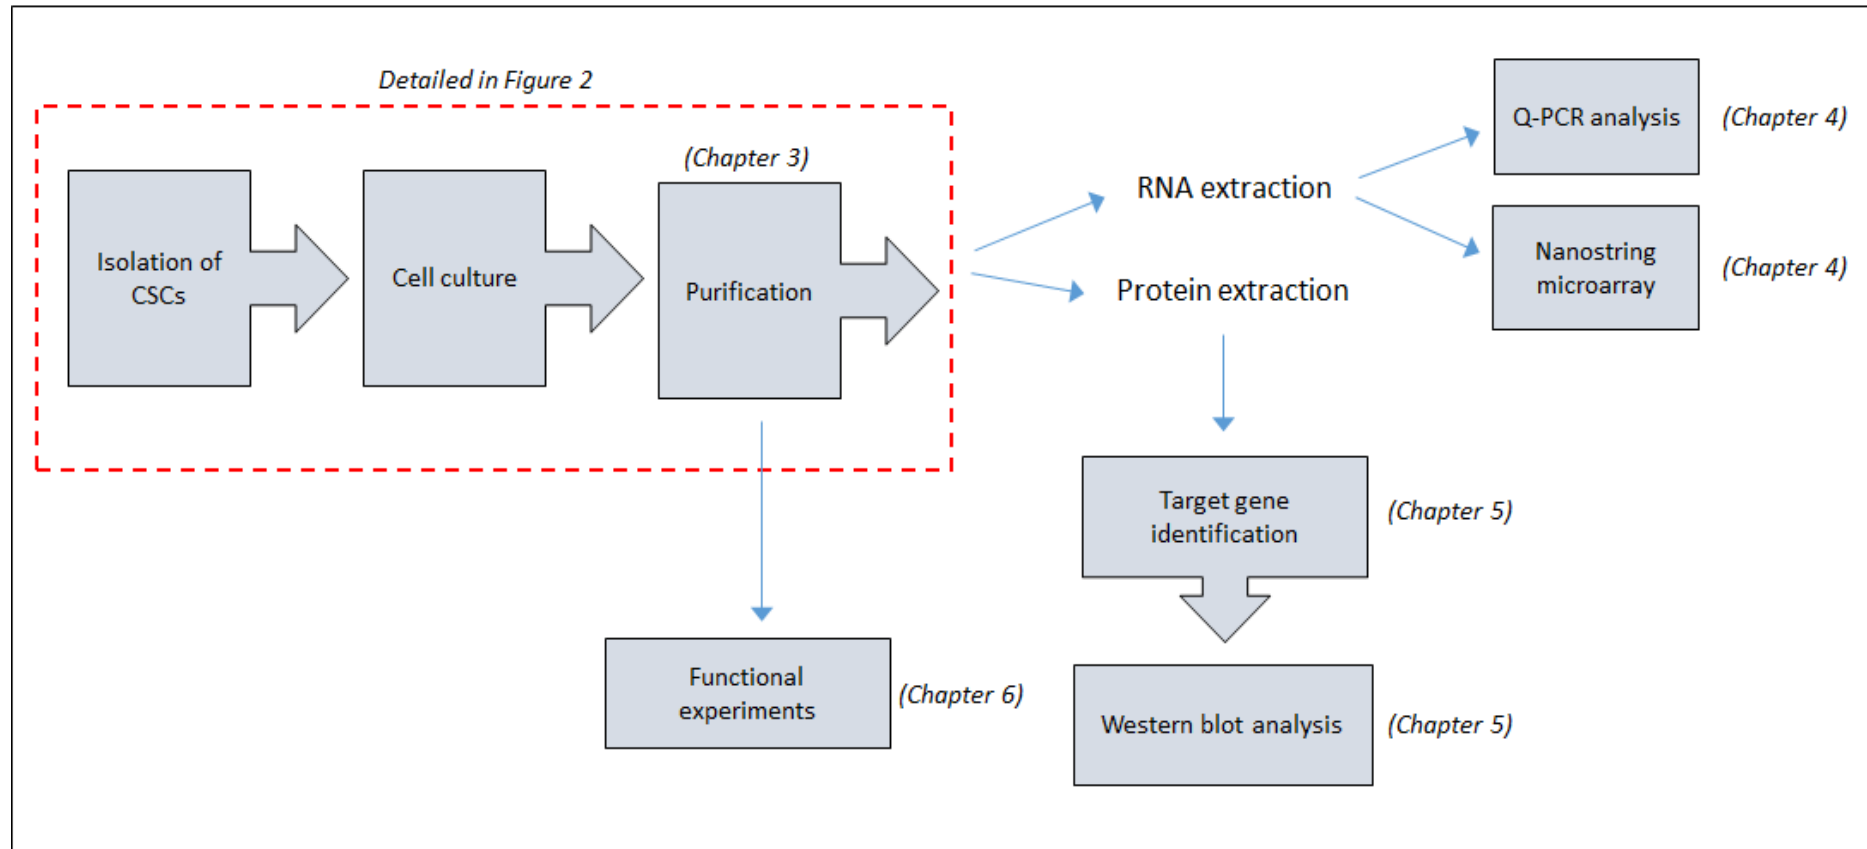 Detailed in Figure 2
(Chapter 3)
Isolation of
CSCs
Cell culture
Purification
RNA extraction
Protein extraction
Q-PCR analysis
(Chapter 4)
Nanostring
microarray
(Chapter 4)
Target gene
identification
(Chapter 5)
Functional
experiments
(Chapter 6)
Western blot analysis
(Chapter 5)